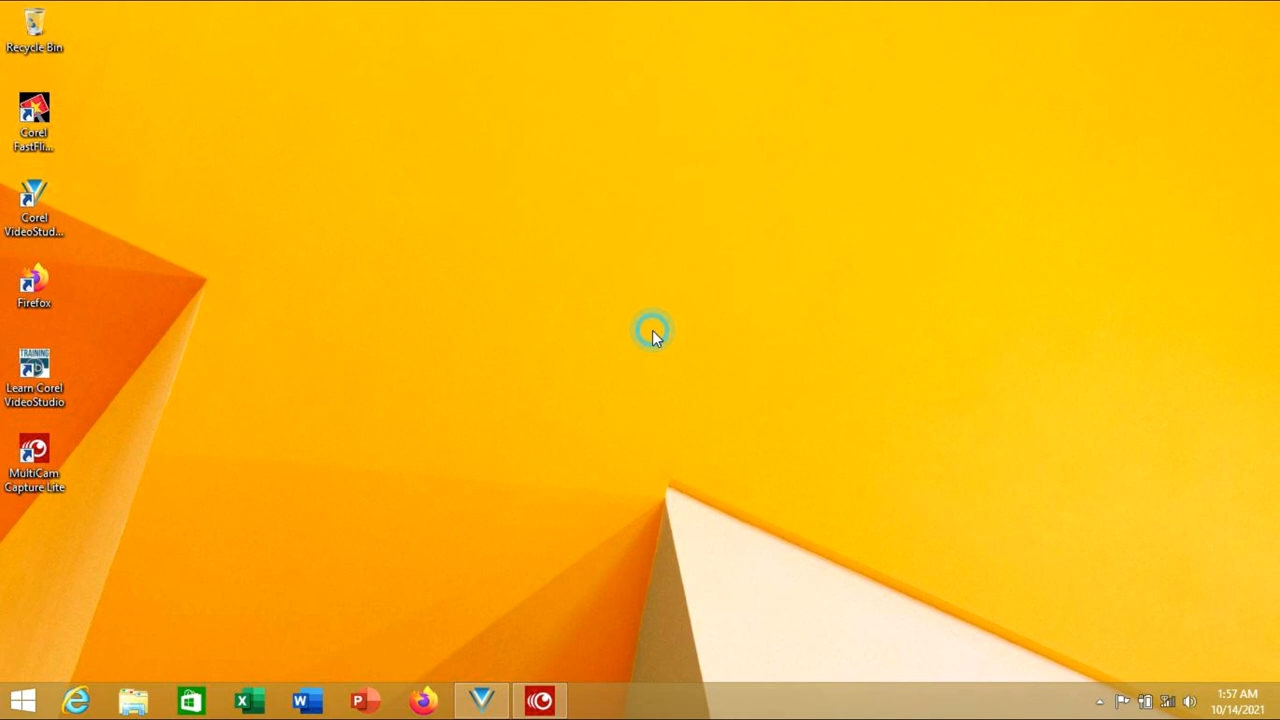 Recycle Bin
Corel
FastFli...
Corel
VideoStud...
Firefox
TRAINING
Learn Corel
VideoStudio
MultiCam
Capture Lite
1:57 AM
10/14/2021